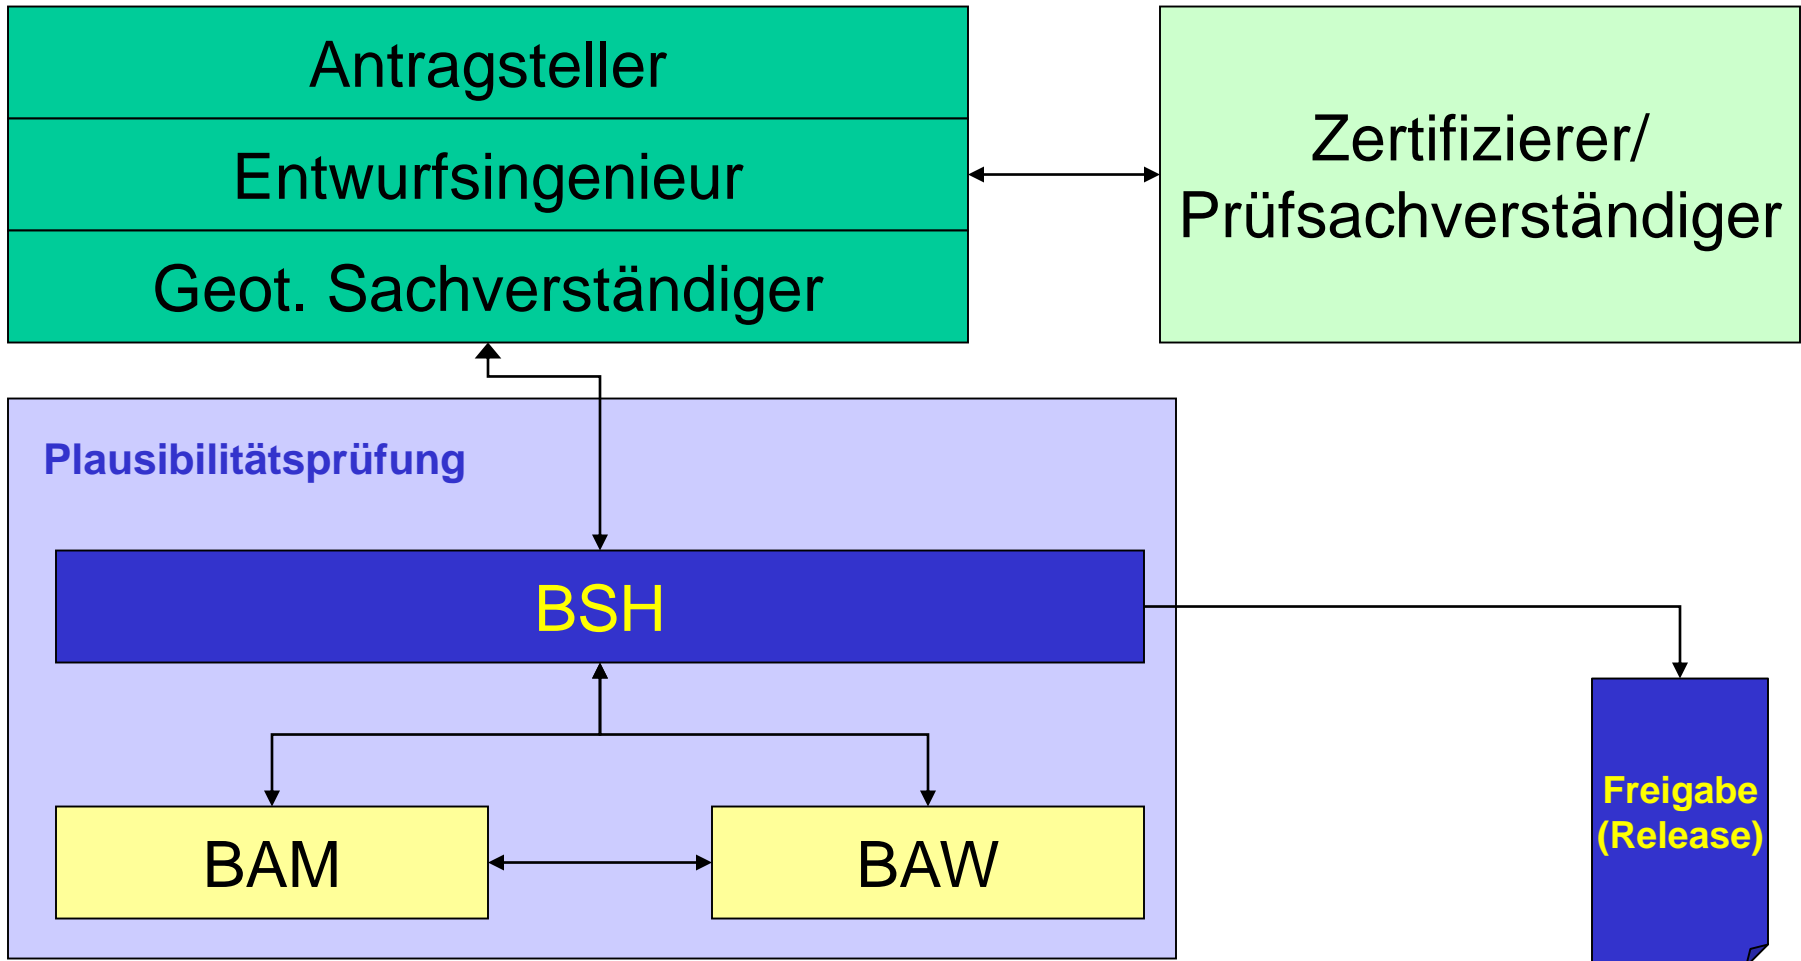 Antragsteller
Entwurfsingenieur
Geot. Sachverständiger
Zertifizierer/
Prüfsachverständiger
Plausibilitätsprüfung
BSH
BAM
BAW
Freigabe
(Release)